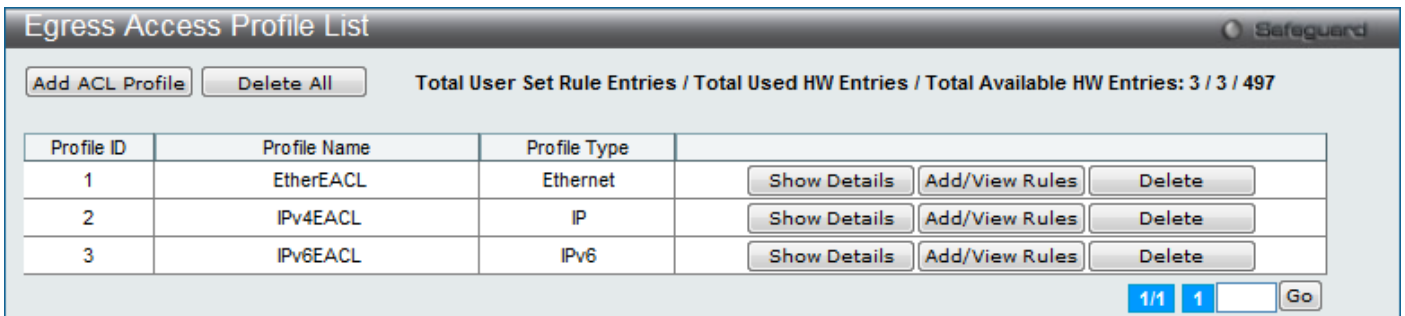 Egress Access Profile List Safeguard
Add ACL Profile Delete All Total User Set Rule Entries / Total Used HW Entries / Total Available HW Entries: 3 / 3 / 497
Profile ID Profile Name Profile Type
1 EtherEACL Ethernet Show Details Add/View Rules Delete
2 IPv4EACL IP Show Details Add/View Rules Delete
3 IPv6EACL IPv6 Show Details Add/View Rules Delete
1/1 1 Go